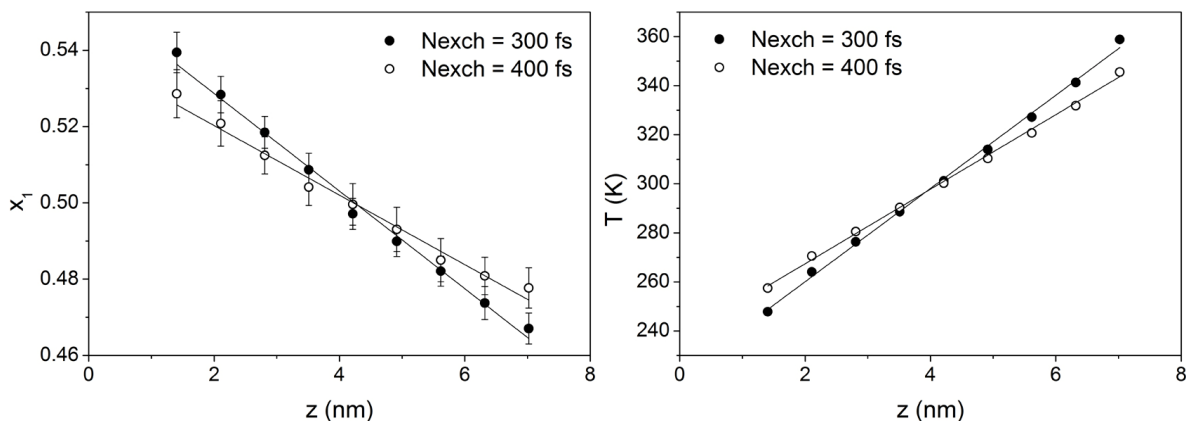 0.54
0.52
0.50
0.48
0.46
x1
0 2 4 6 8
z (nm)
Nexch = 300 fs
Nexch = 400 fs
360
340
320
300
280
260
240
T (K)
0 2 4 6 8
z (nm)
Nexch = 300 fs
Nexch = 400 fs